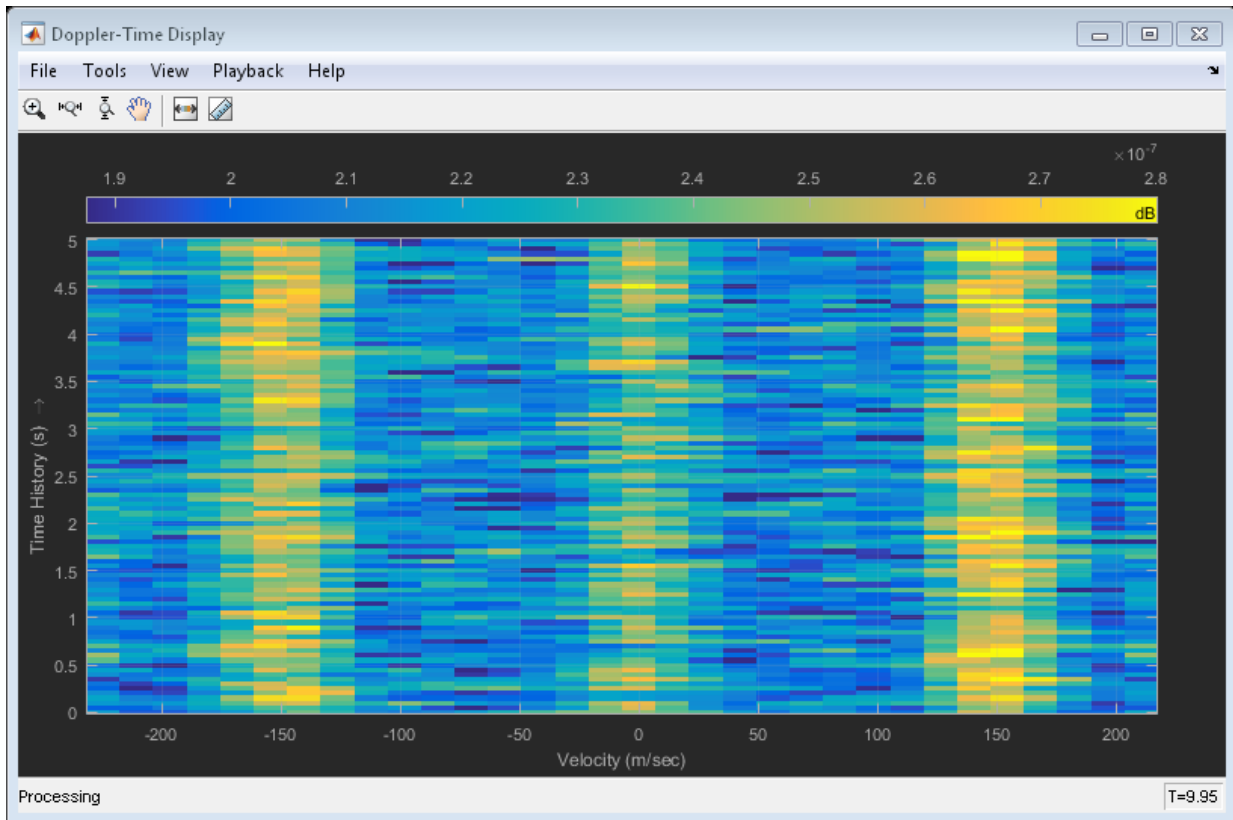 Doppler-Time Display
File Tools View Playback Help
×10-7
1.9 2 2.1 2.2 2.3 2.4 2.5 2.6 2.7 2.8
dB
5
4.5
4
3.5
3
2.5
2
1.5
1
0.5
0
Time History (s) →
-200 -150 -100 -50 0 50 100 150 200
Velocity (m/sec)
Processing T=9.95